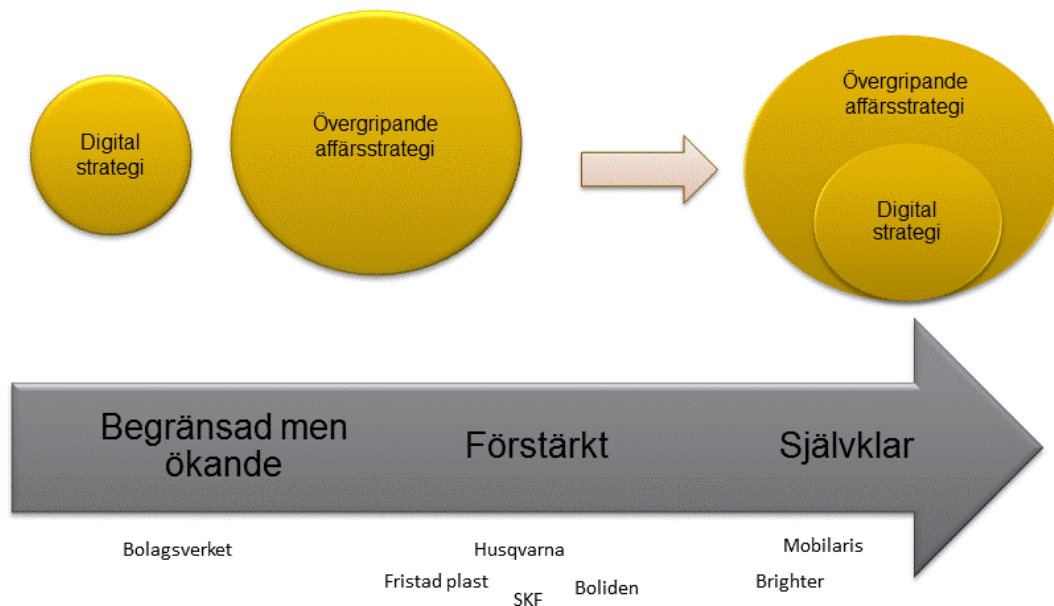 Digital
strategi
Övergripande
affärsstrategi
Övergripande
affärsstrategi
Digital
strategi
Begränsad men
ökande
Förstärkt
Självklar
Bolagsverket
Husqvarna
Mobilaris
Fristad plast
SKF
Boliden
Brighter